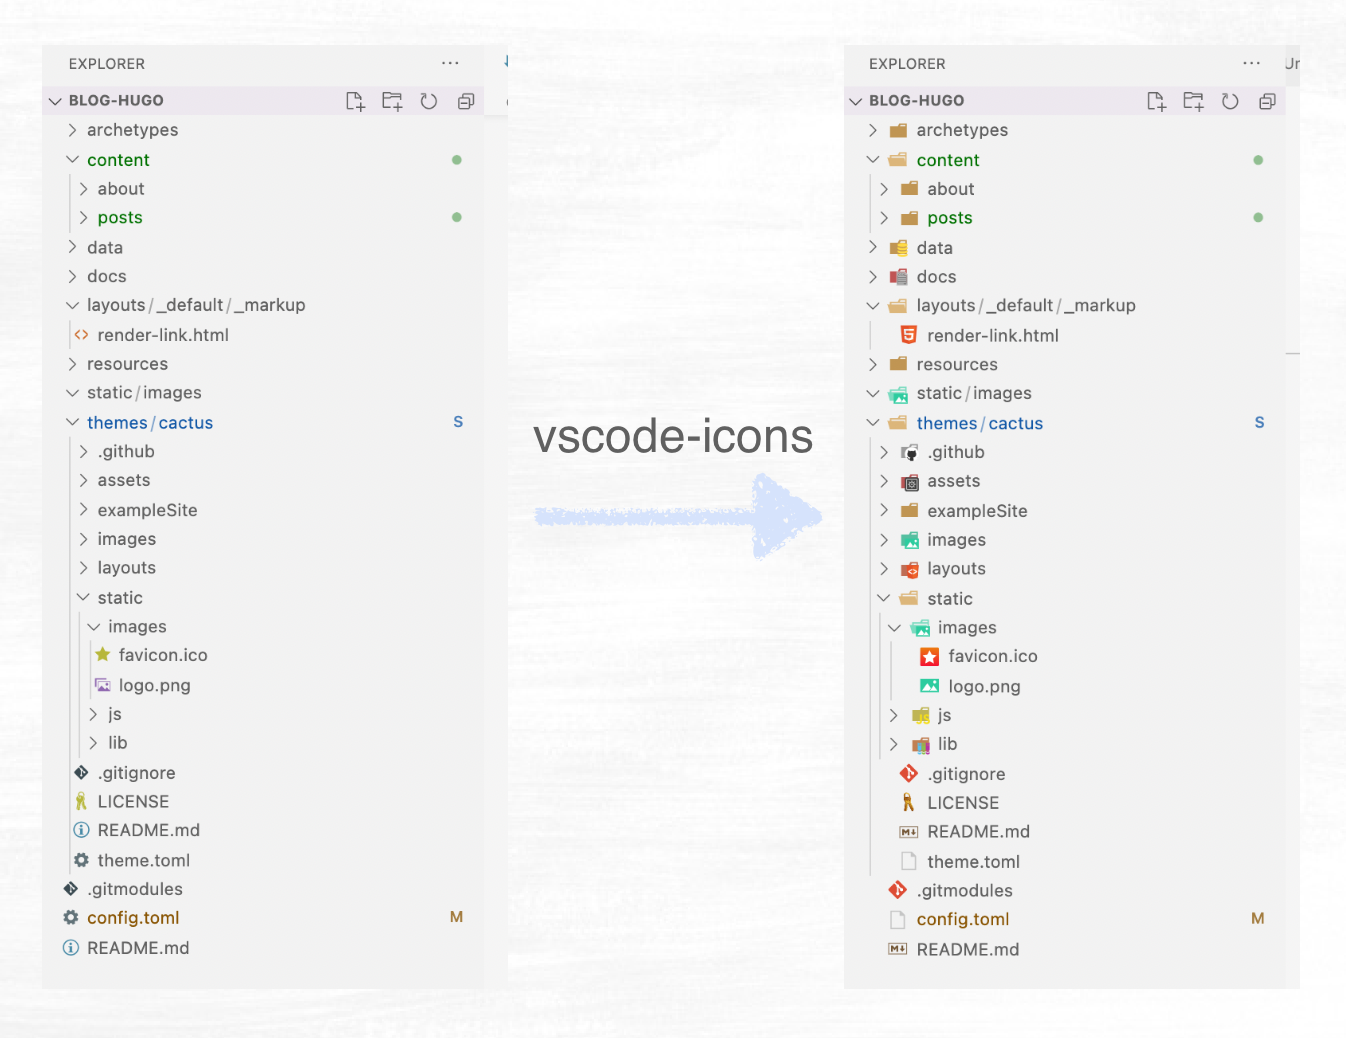 EXPLORER
BLOG-HUGO
archetypes
content
about
posts
data
docs
layouts/_default/_markup
render-link.html
resources
static/images
themes/cactus S
.github
assets
exampleSite
images
layouts
static
images
favicon.ico
logo.png
js
lib
.gitignore
LICENSE
README.md
theme.toml
.gitmodules
config.toml M
README.md
vscode-icons
EXPLORER
BLOG-HUGO
archetypes
content
about
posts
data
docs
layouts/_default/_markup
render-link.html
resources
static/images
themes/cactus S
.github
assets
exampleSite
images
layouts
static
images
favicon.ico
logo.png
js
lib
.gitignore
LICENSE
README.md
theme.toml
.gitmodules
config.toml M
README.md